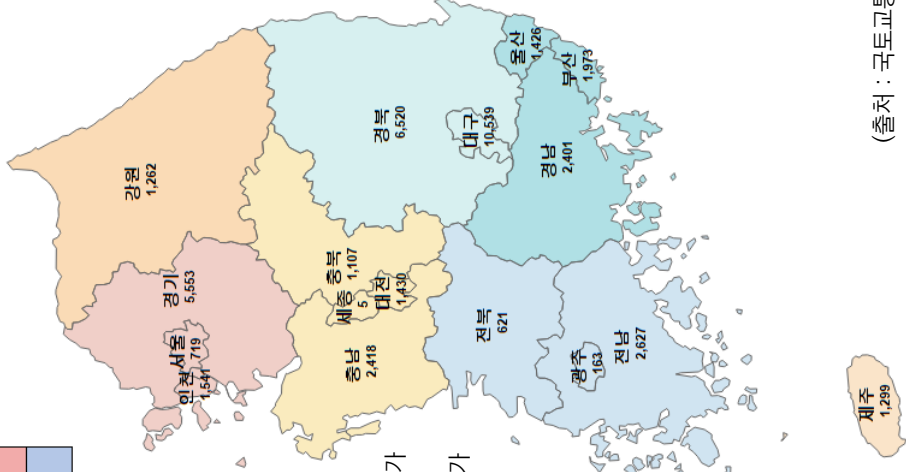 강원
1,262
경기
5,553
서울
719
인천
1,541
경북
6,520
대구
10,539
울산
1,426
부산
1,973
경남
2,401
충북
1,107
세종
5
대전
1,430
충남
2,418
전북
621
광주
163
전남
2,627
제주
1,299
가
가
(출처 : 국토교통